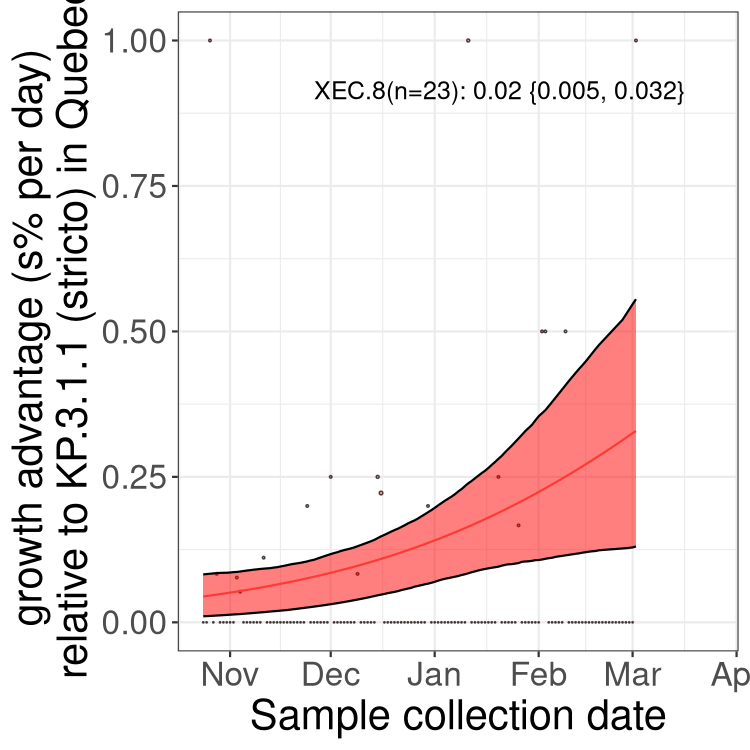 growth advantage (s% per day)
relative to KP.3.1.1 (stricto) in Quebec
1.00
0.75
0.50
0.25
0.00
XEC.8(n=23): 0.02 {0.005, 0.032}
Nov Dec Jan Feb Mar Ap
Sample collection date